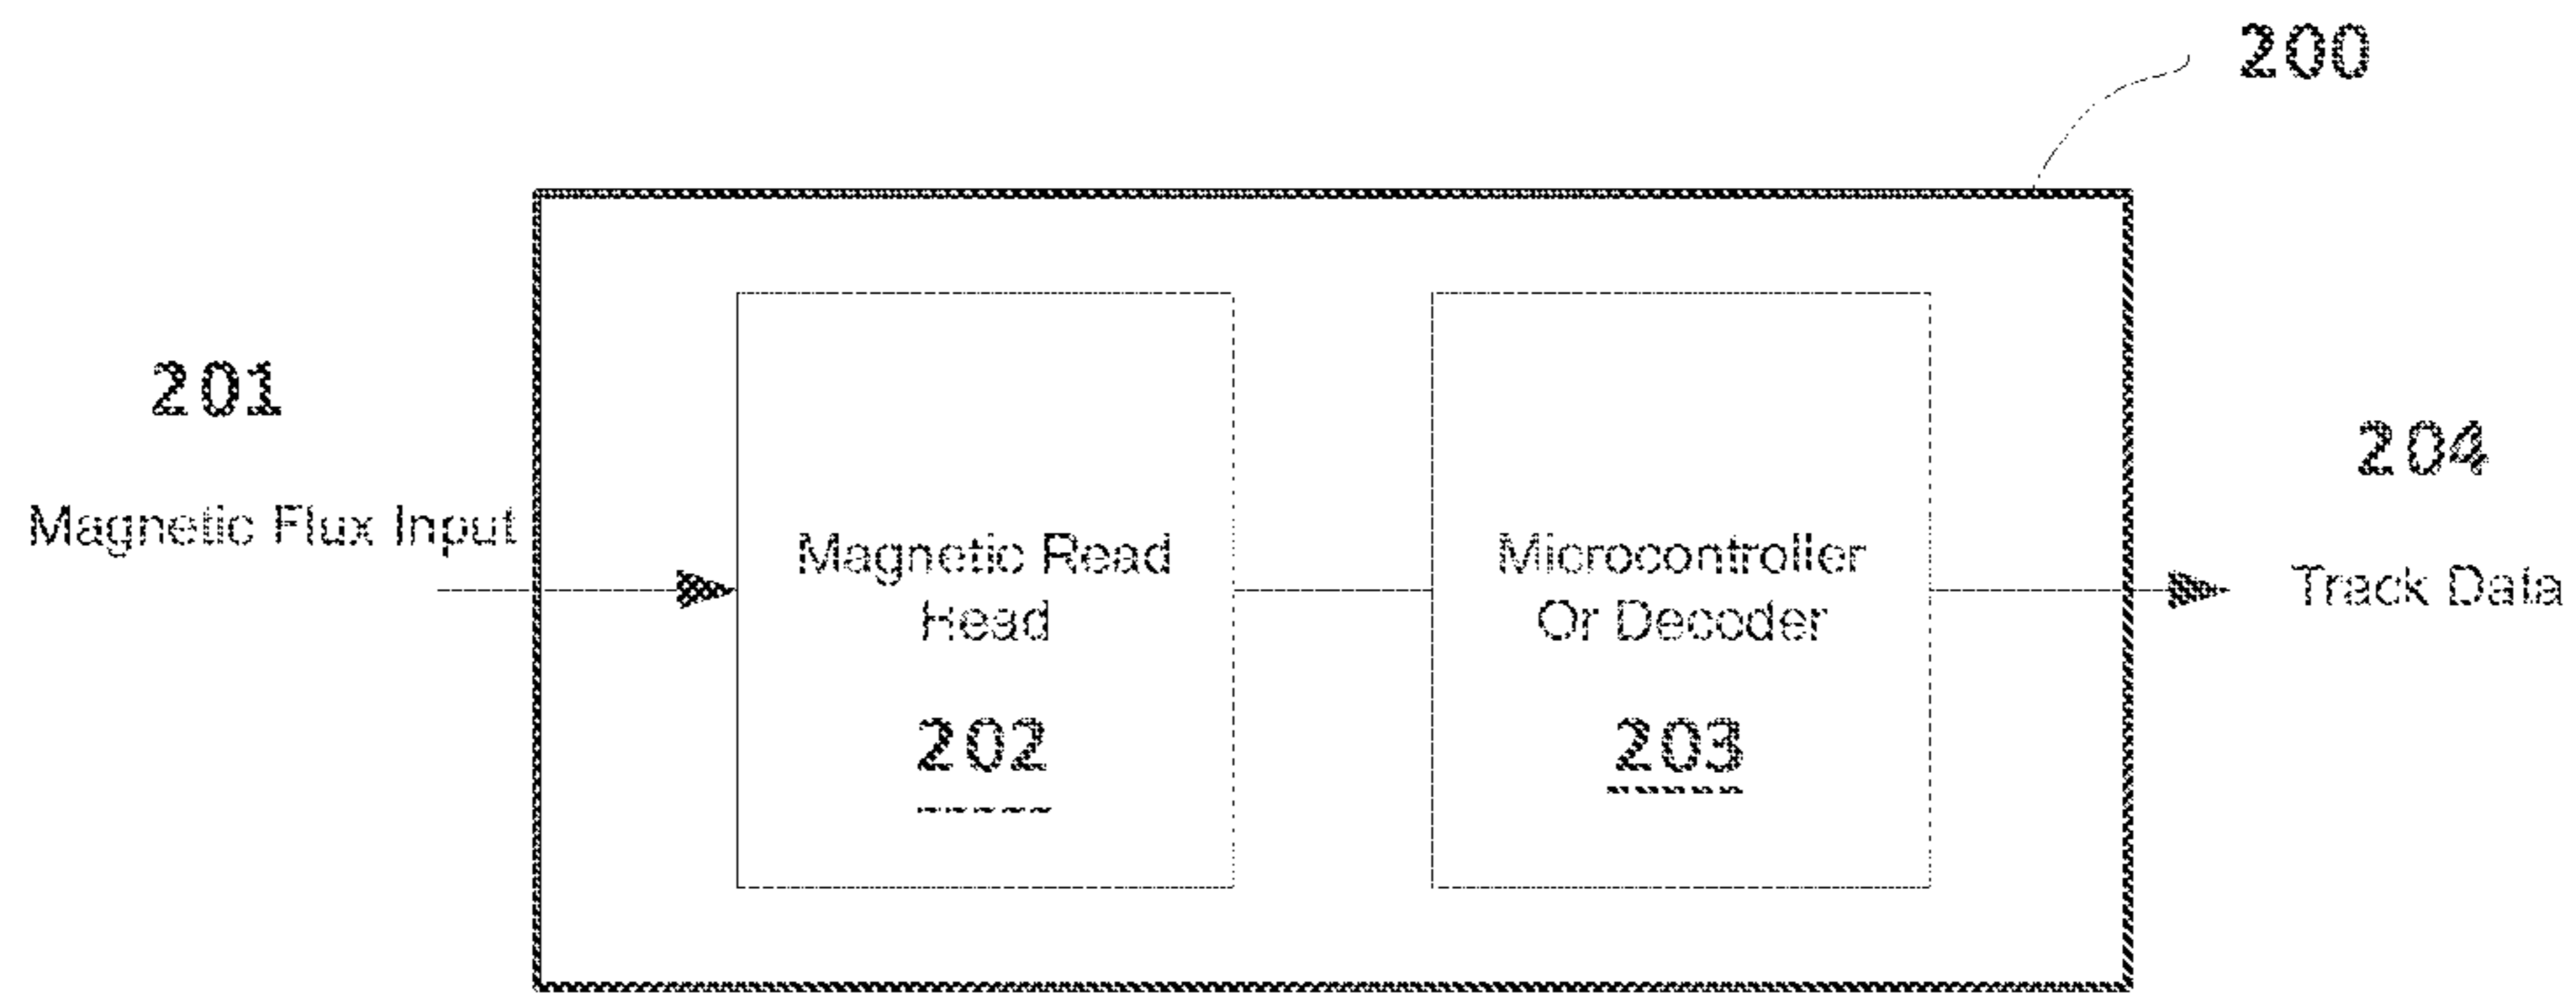 200
201
Magnetic Flux Input
Magnetic Read
Head
202
Microcontroller
Or Decoder
203
204
Track Data